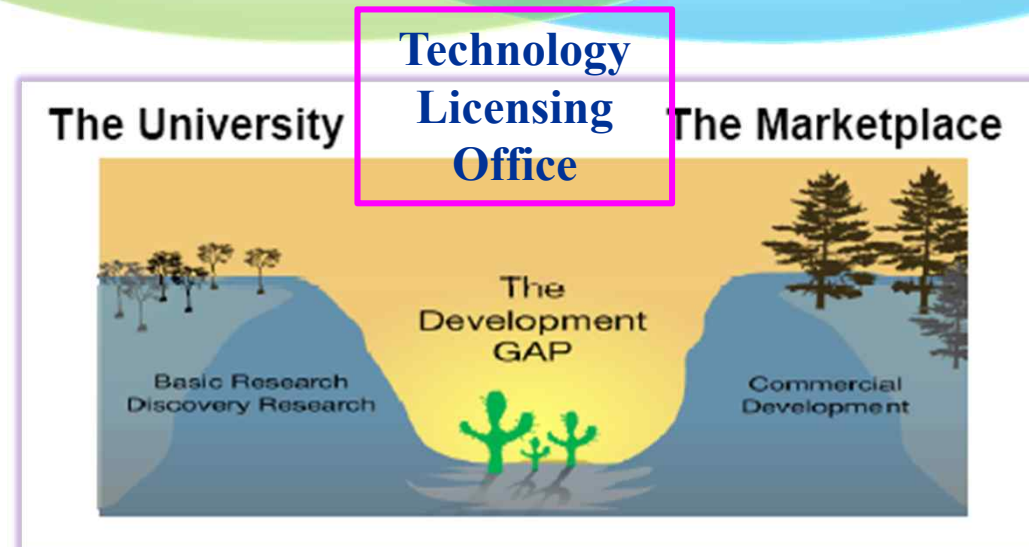 Technology
Licensing
Office
The University
The Marketplace
The
Development
GAP
Basic Research
Discovery Research
Commercial
Development